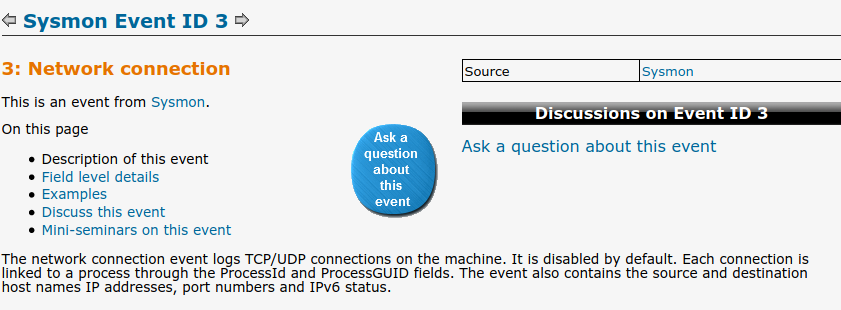 Sysmon Event ID 3
3: Network connection
This is an event from Sysmon.
On this page
Description of this event
Field level details
Examples
Discuss this event
Mini-seminars on this event
Ask a
question
about
this
event
Source Sysmon
Discussions on Event ID 3
Ask a question about this event
The network connection event logs TCP/UDP connections on the machine. It is disabled by default. Each connection is
linked to a process through the ProcessId and ProcessGUID fields. The event also contains the source and destination
host names IP addresses, port numbers and IPv6 status.